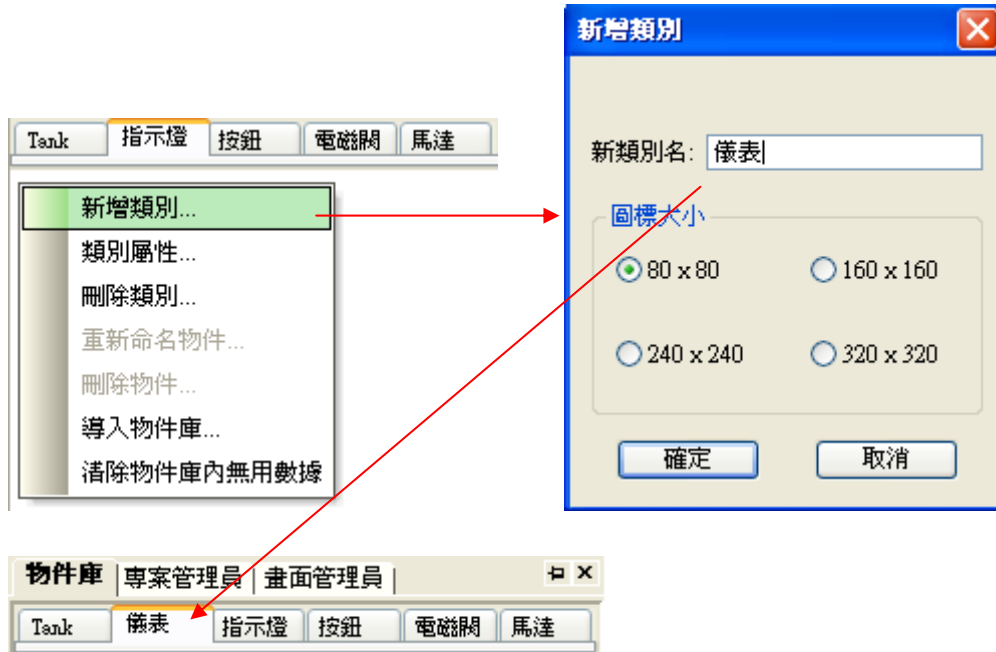 新增類別
Tank 指示燈 按鈕 電磁閥 馬達
新類別名: 儀表
新增類別...
圖標大小
類別屬性...
80 x 80 160 x 160
刪除類別...
重新命名物件...
240 x 240 320 x 320
刪除物件...
導入物件庫...
清除物件庫內無用數據
確定 取消
物件庫 專案管理員 畫面管理員
Tank 儀表 指示燈 按鈕 電磁閥 馬達